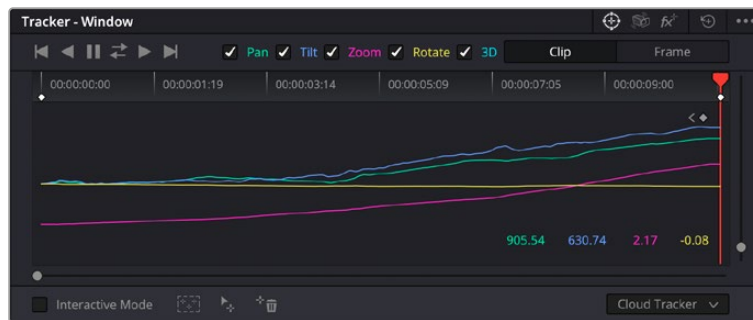 Tracker - Window
Pan Tilt Zoom Rotate 3D Clip Frame
00:00:00:00 00:00:01:19 00:00:03:14 00:00:05:09 00:00:07:05 00:00:09:00
905.54 630.74 2.17 -0.08
Interactive Mode Cloud Tracker